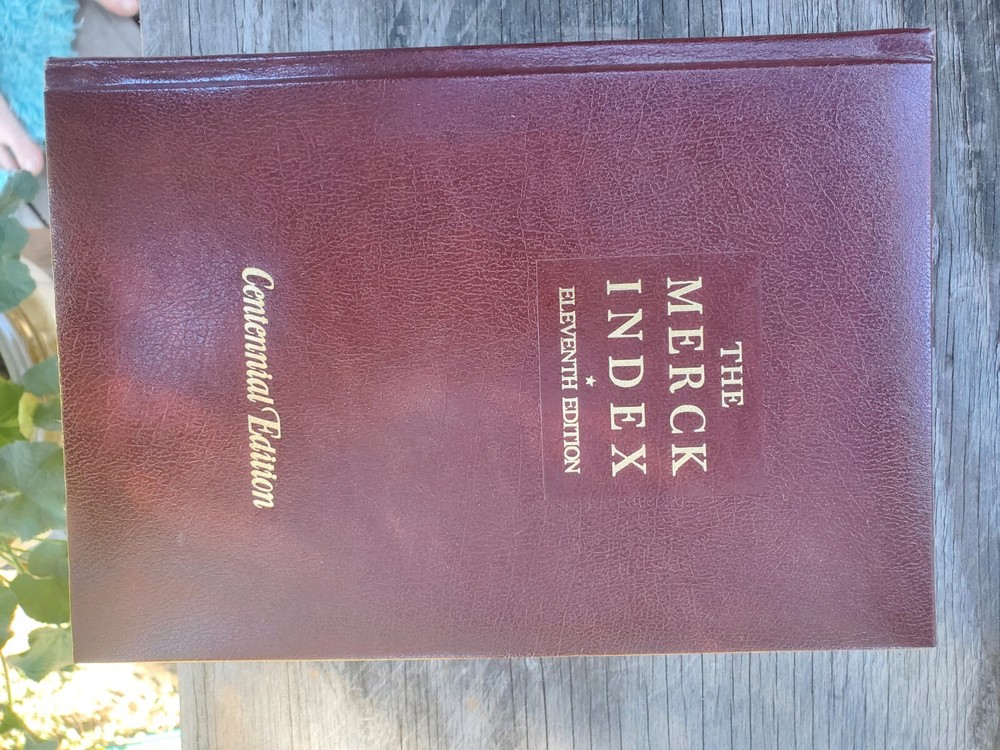 THE
MERCK
INDEX
★
ELEVENTH EDITION
Centennial Edition